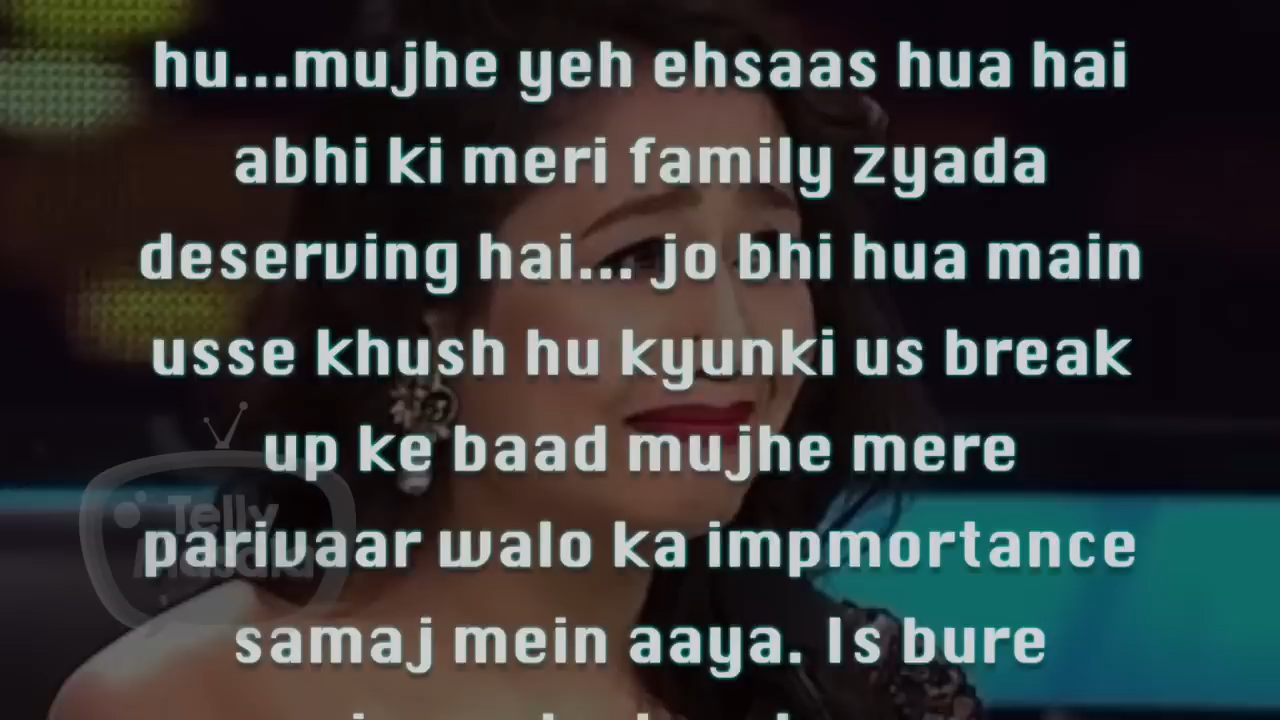 hu...mujhe yeh ehsaas hua hai
abhi ki meri family zyada
deserving hai... jo bhi hua main
usse khush hu kyunki us break
up ke baad mujhe mere
parivaar walo ka impmortance
samaj mein aaya. Is bure
Telly